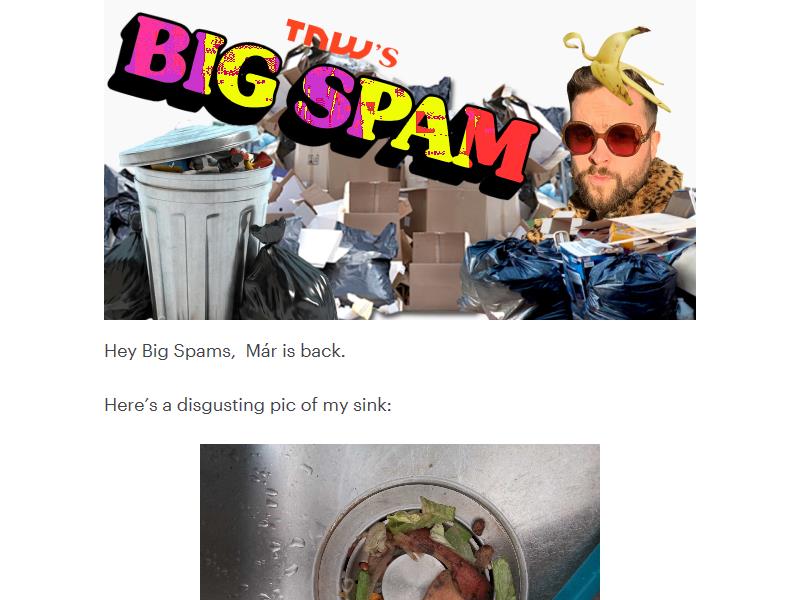 TDW's
BIG SPAM
Hey Big Spams,  Már is back.
Here’s a disgusting pic of my sink: